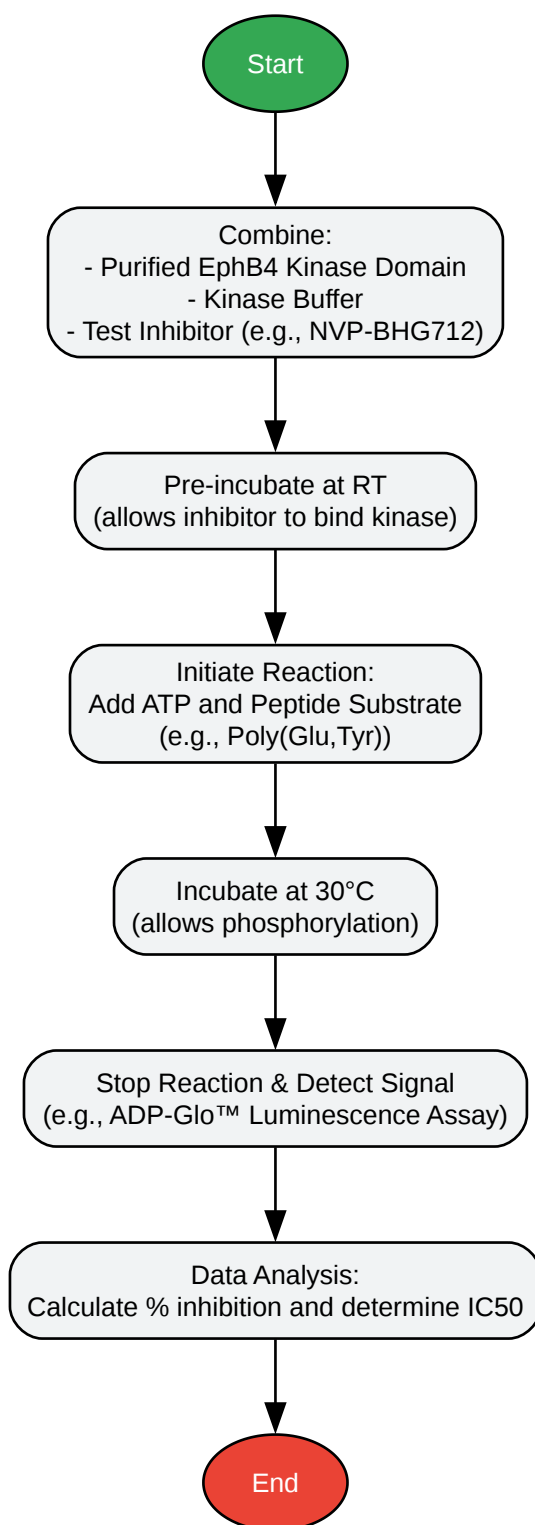 Start
Combine:
- Purified EphB4 Kinase Domain
- Kinase Buffer
- Test Inhibitor (e.g., NVP-BHG712)
Pre-incubate at RT
(allows inhibitor to bind kinase)
Initiate Reaction:
Add ATP and Peptide Substrate
(e.g., Poly(Glu,Tyr))
Incubate at 30°C
(allows phosphorylation)
Stop Reaction & Detect Signal
(e.g., ADP-Glo™ Luminescence Assay)
Data Analysis:
Calculate % inhibition and determine IC50
End